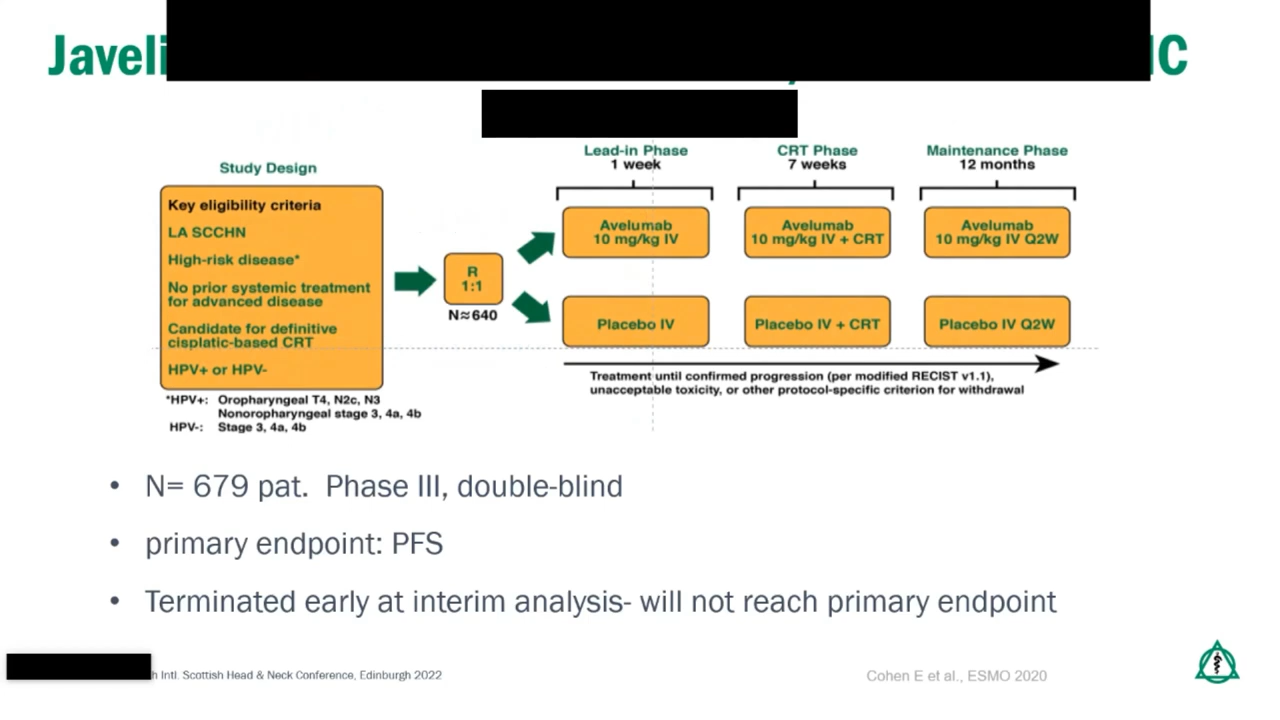 Javeli
Study Design
Key eligibility criteria
LA SCCHN
High-risk disease*
No prior systemic treatment
for advanced disease
Candidate for definitive
cisplatic-based CRT
HPV+ or HPV-
*HPV+: Oropharyngeal T4, N2c, N3
Nonoropharyngeal stage 3, 4a, 4b
HPV-: Stage 3, 4a, 4b
R
1:1
N≈640
Lead-in Phase
1 week
CRT Phase
7 weeks
Maintenance Phase
12 months
Avelumab
10 mg/kg IV
Avelumab
10 mg/kg IV + CRT
Avelumab
10 mg/kg IV Q2W
Placebo IV
Placebo IV + CRT
Placebo IV Q2W
Treatment until confirmed progression (per modified RECIST v1.1),
unacceptable toxicity, or other protocol-specific criterion for withdrawal
• N= 679 pat. Phase III, double-blind
• primary endpoint: PFS
• Terminated early at interim analysis- will not reach primary endpoint
h Intl. Scottish Head & Neck Conference, Edinburgh 2022
Cohen E et al., ESMO 2020